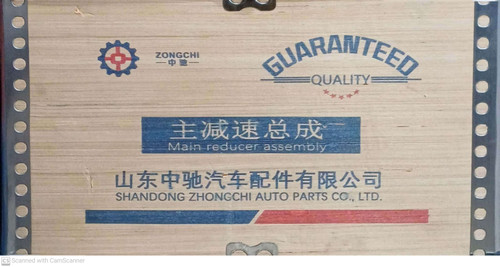 ZONGCHI
中驰
GUARANTEED
QUALITY
主减速总成
Main reducer assembly
山东中驰汽车配件有限公司
SHANDONG ZHONGCHI AUTO PARTS CO., LTD.
CS Scanned with CamScanner